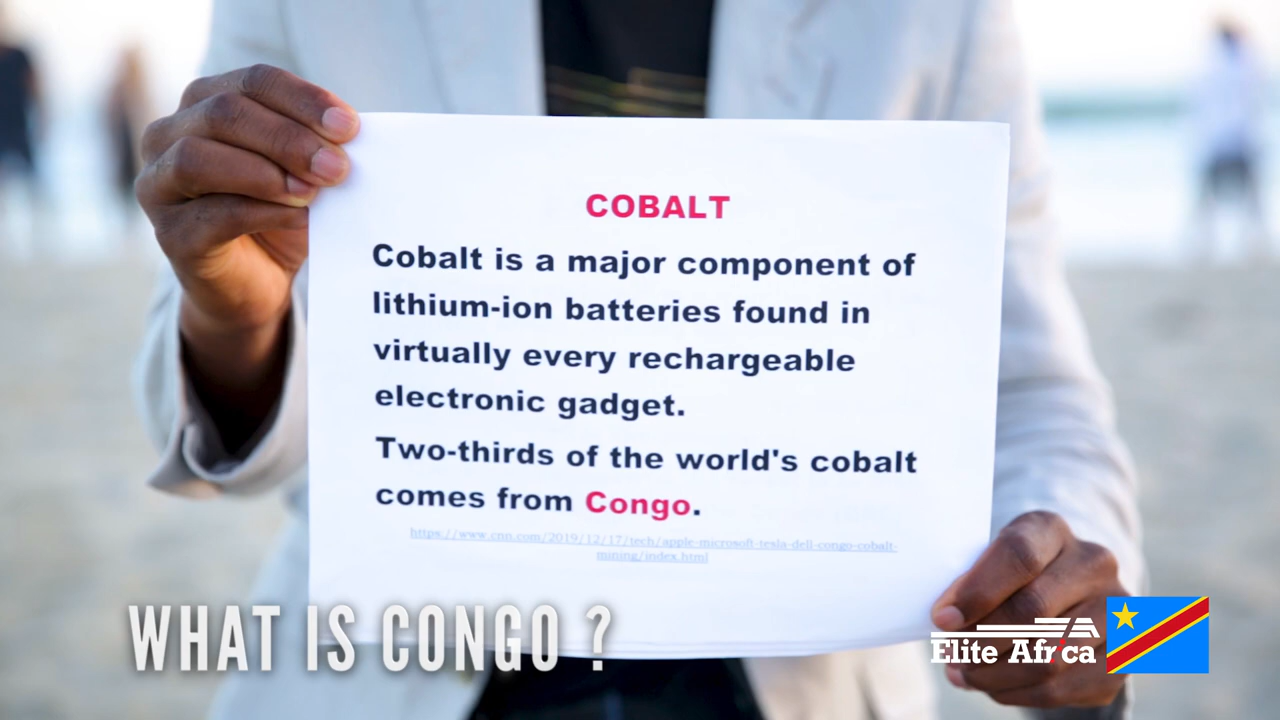 COBALT
Cobalt is a major component of
lithium-ion batteries found in
virtually every rechargeable
electronic gadget.
Two-thirds of the world's cobalt
comes from Congo.
https://www.cnn.com/2019/12/17/tech/apple-microsoft-tesla-dell-congo-cobalt-
mining/index.html
WHAT IS CONGO ?
Elite Africa